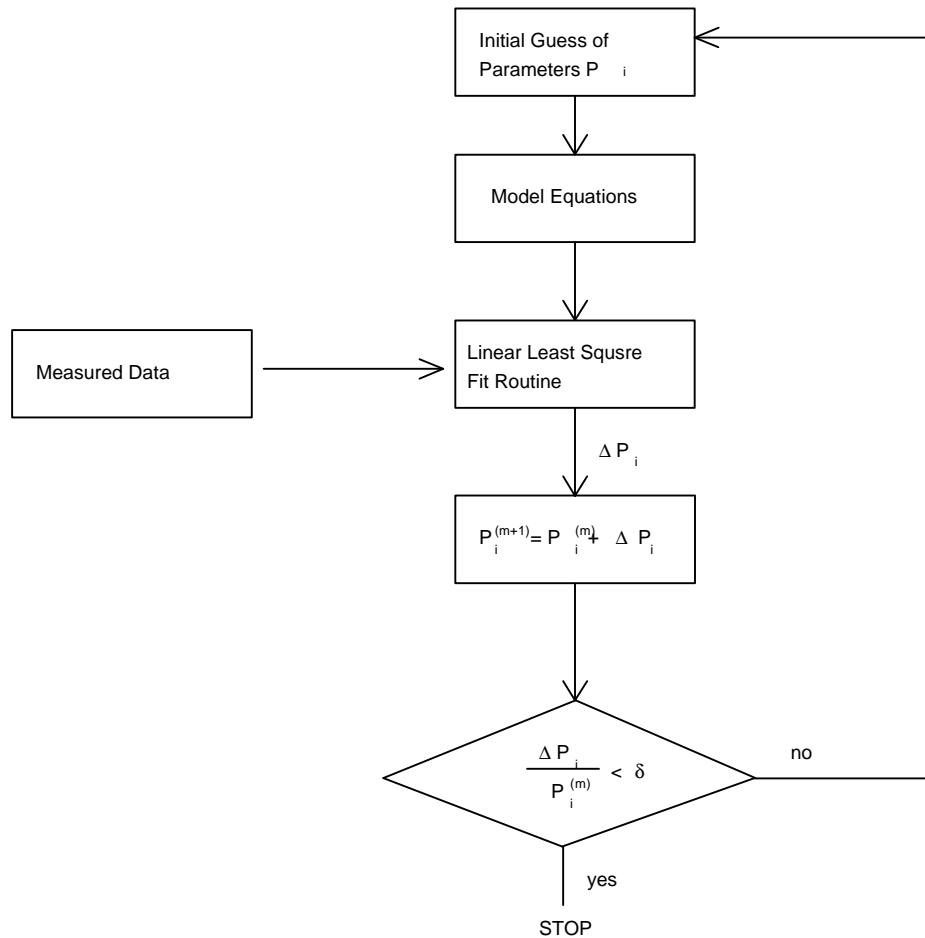 Initial Guess of
Parameters P i
Model Equations
Linear Least Squsre
Fit Routine
Measured Data
Δ P i
P i (m+1) = P i (m) + Δ P i
Δ P i
P i (m)
< δ
no
yes
STOP